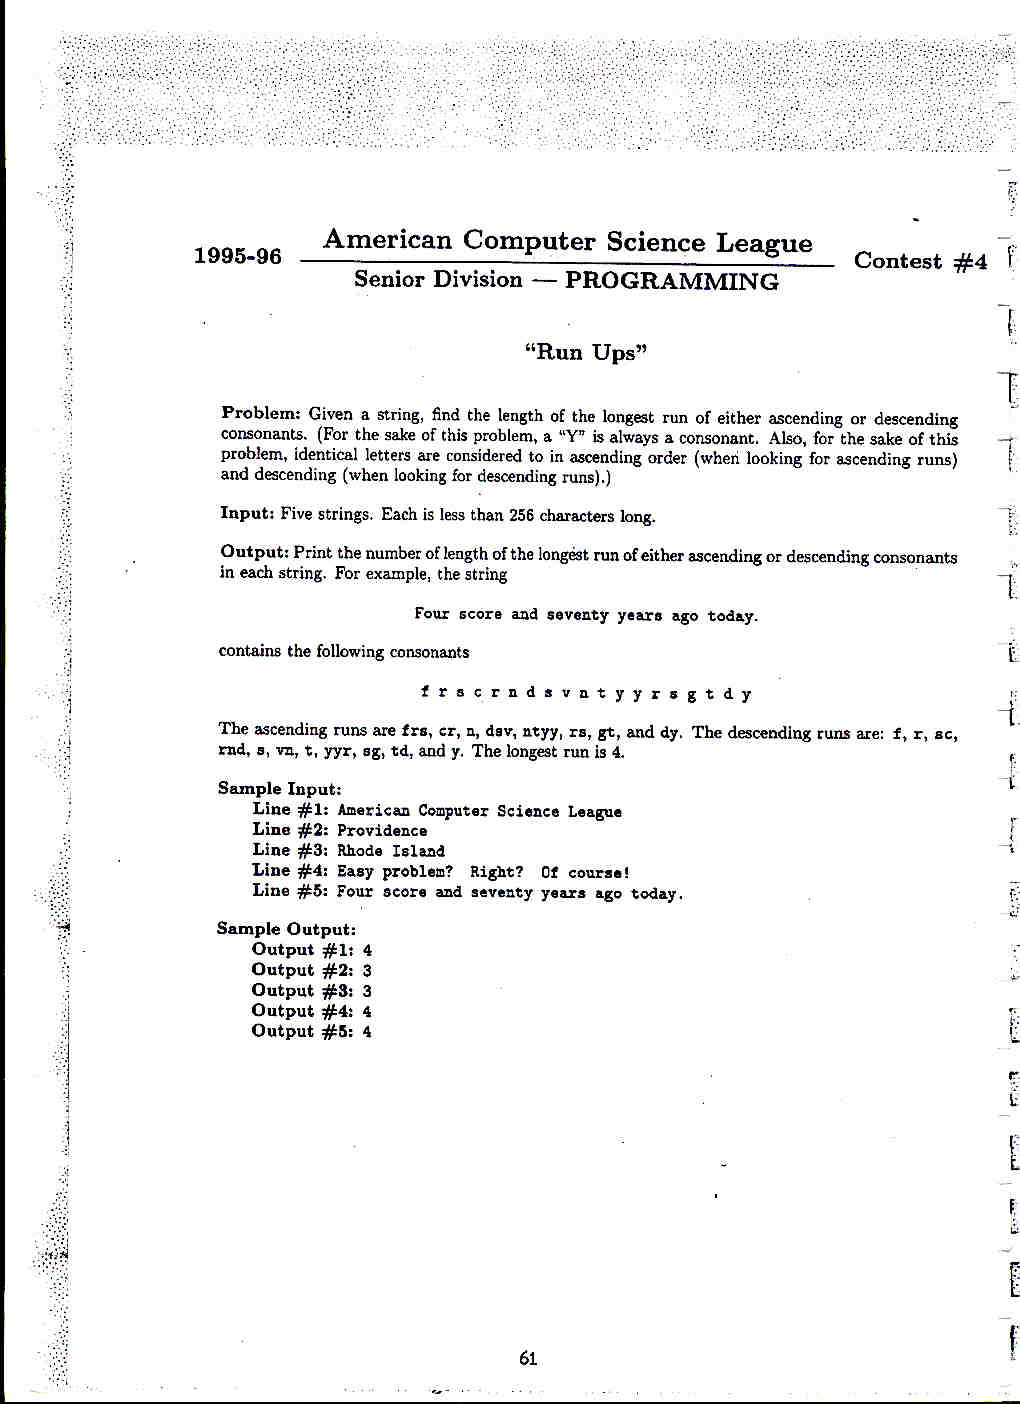 1995-96
American Computer Science League
Contest #4
Senior Division — PROGRAMMING
“Run Ups”
Problem: Given a string, find the length of the longest run of either ascending or descending
consonants. (For the sake of this problem, a “Y” is always a consonant. Also, for the sake of this
problem, identical letters are considered to in ascending order (when looking for ascending runs)
and descending (when looking for descending runs).)
Input: Five strings. Each is less than 256 characters long.
Output: Print the number of length of the longest run of either ascending or descending consonants
in each string. For example, the string
Four score and seventy years ago today.
contains the following consonants
f r s c r n d s v n t y y r s g t d y
The ascending runs are frs, cr, n, dsv, ntyy, rs, gt, and dy. The descending runs are: f, r, sc,
rnd, s, vn, t, yyr, sg, td, and y. The longest run is 4.
Sample Input:
Line #1: American Computer Science League
Line #2: Providence
Line #3: Rhode Island
Line #4: Easy problem? Right? Of course!
Line #5: Four score and seventy years ago today.
Sample Output:
Output #1: 4
Output #2: 3
Output #3: 3
Output #4: 4
Output #5: 4
61